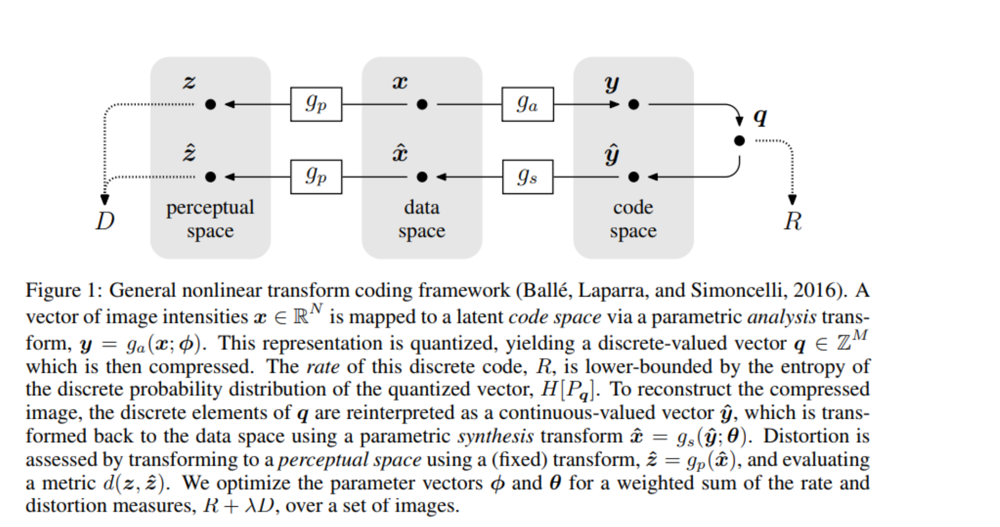 z x y
g_p g_a q
ẑ x̂ ŷ
g_p g_s
perceptual data code
D space space space R
Figure 1: General nonlinear transform coding framework (Ballé, Laparra, and Simoncelli, 2016). A
vector of image intensities x ∈ ℝ^N is mapped to a latent code space via a parametric analysis trans-
form, y = g_a(x; ϕ). This representation is quantized, yielding a discrete-valued vector q ∈ ℤ^M
which is then compressed. The rate of this discrete code, R, is lower-bounded by the entropy of
the discrete probability distribution of the quantized vector, H[P_q]. To reconstruct the compressed
image, the discrete elements of q are reinterpreted as a continuous-valued vector ŷ, which is trans-
formed back to the data space using a parametric synthesis transform x̂ = g_s(ŷ; θ). Distortion is
assessed by transforming to a perceptual space using a (fixed) transform, ẑ = g_p(x̂), and evaluating
a metric d(z, ẑ). We optimize the parameter vectors ϕ and θ for a weighted sum of the rate and
distortion measures, R + λD, over a set of images.